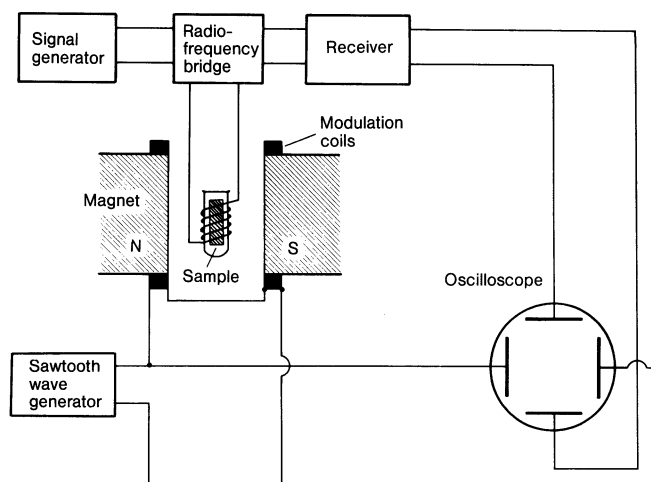 Signal
generator
Radio-
frequency
bridge
Receiver
Modulation
coils
Magnet
N
S
Sample
Oscilloscope
Sawtooth
wave
generator